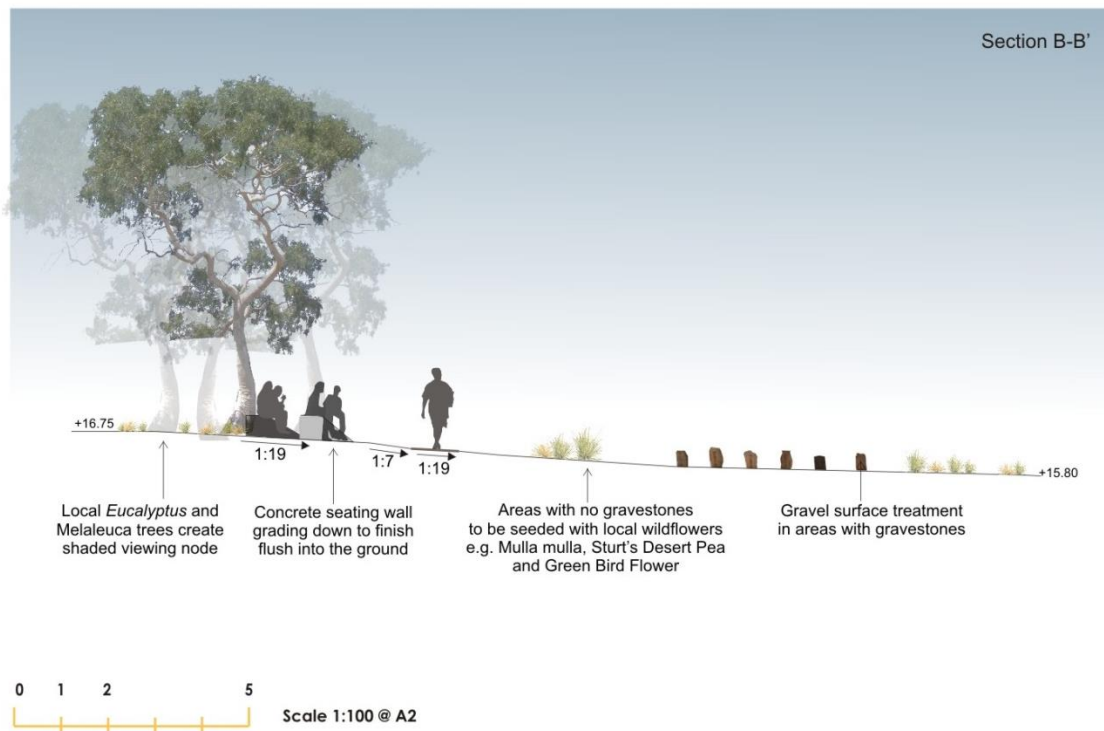 Section B-B'
+16.75
1:19
1:7
1:19
+15.80
Local Eucalyptus and
Melaleuca trees create
shaded viewing node
Concrete seating wall
grading down to finish
flush into the ground
Areas with no gravestones
to be seeded with local wildflowers
e.g. Mulla mulla, Sturt's Desert Pea
and Green Bird Flower
Gravel surface treatment
in areas with gravestones
0 1 2 5
Scale 1:100 @ A2